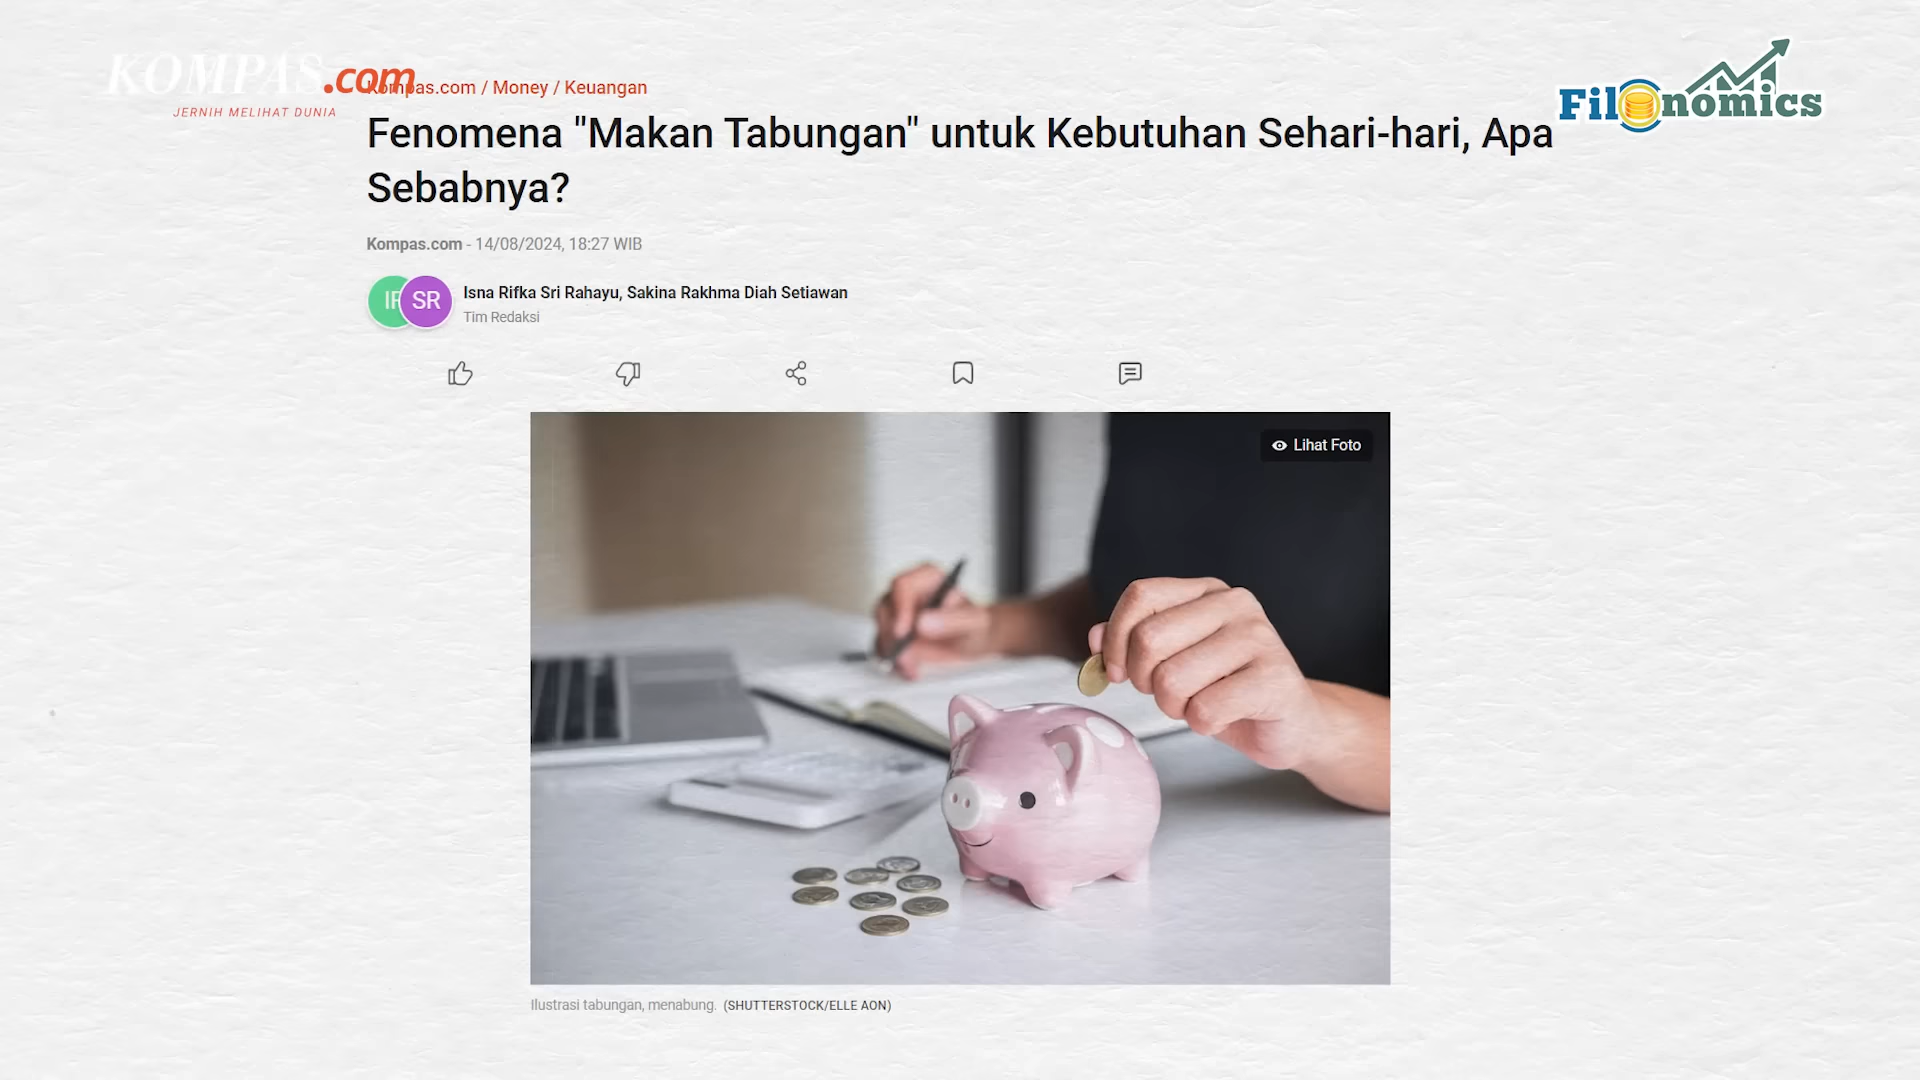 KOMPAS.com
JERNIH MELIHAT DUNIA
Filonomics
Kompas.com / Money / Keuangan
Fenomena "Makan Tabungan" untuk Kebutuhan Sehari-hari, Apa
Sebabnya?
Kompas.com - 14/08/2024, 18:27 WIB
IR SR
Isna Rifka Sri Rahayu, Sakina Rakhma Diah Setiawan
Tim Redaksi
Lihat Foto
Ilustrasi tabungan, menabung. (SHUTTERSTOCK/ELLE AON)